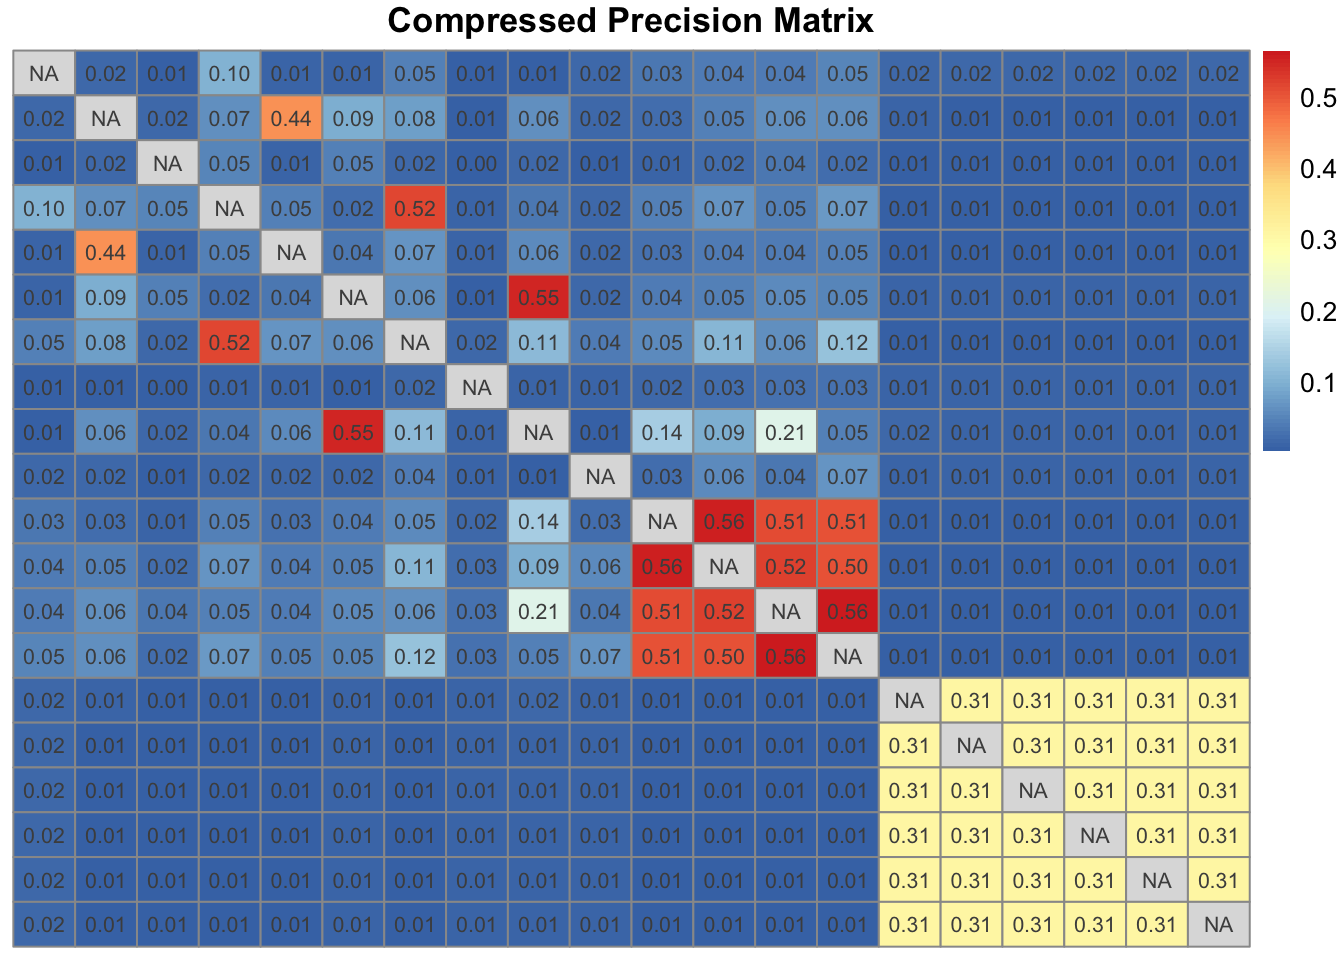 Compressed Precision Matrix
NA 0.02 0.01 0.10 0.01 0.01 0.05 0.01 0.01 0.02 0.03 0.04 0.04 0.05 0.02 0.02 0.02 0.02 0.02 0.02
0.02 NA 0.02 0.07 0.44 0.09 0.08 0.01 0.06 0.02 0.03 0.05 0.06 0.06 0.01 0.01 0.01 0.01 0.01 0.01
0.01 0.02 NA 0.05 0.01 0.05 0.02 0.00 0.02 0.01 0.01 0.02 0.04 0.02 0.01 0.01 0.01 0.01 0.01 0.01
0.10 0.07 0.05 NA 0.05 0.02 0.52 0.01 0.04 0.02 0.05 0.07 0.05 0.07 0.01 0.01 0.01 0.01 0.01 0.01
0.01 0.44 0.01 0.05 NA 0.04 0.07 0.01 0.06 0.02 0.03 0.04 0.04 0.05 0.01 0.01 0.01 0.01 0.01 0.01
0.01 0.09 0.05 0.02 0.04 NA 0.06 0.01 0.55 0.02 0.04 0.05 0.05 0.05 0.01 0.01 0.01 0.01 0.01 0.01
0.05 0.08 0.02 0.52 0.07 0.06 NA 0.02 0.11 0.04 0.05 0.11 0.06 0.12 0.01 0.01 0.01 0.01 0.01 0.01
0.01 0.01 0.00 0.01 0.01 0.01 0.02 NA 0.01 0.01 0.02 0.03 0.03 0.03 0.01 0.01 0.01 0.01 0.01 0.01
0.01 0.06 0.02 0.04 0.06 0.55 0.11 0.01 NA 0.01 0.14 0.09 0.21 0.05 0.02 0.01 0.01 0.01 0.01 0.01
0.02 0.02 0.01 0.02 0.02 0.02 0.04 0.01 0.01 NA 0.03 0.06 0.04 0.07 0.01 0.01 0.01 0.01 0.01 0.01
0.03 0.03 0.01 0.05 0.03 0.04 0.05 0.02 0.14 0.03 NA 0.56 0.51 0.51 0.01 0.01 0.01 0.01 0.01 0.01
0.04 0.05 0.02 0.07 0.04 0.05 0.11 0.03 0.09 0.06 0.56 NA 0.52 0.50 0.01 0.01 0.01 0.01 0.01 0.01
0.04 0.06 0.04 0.05 0.04 0.05 0.06 0.03 0.21 0.04 0.51 0.52 NA 0.56 0.01 0.01 0.01 0.01 0.01 0.01
0.05 0.06 0.02 0.07 0.05 0.05 0.12 0.03 0.05 0.07 0.51 0.50 0.56 NA 0.01 0.01 0.01 0.01 0.01 0.01
0.02 0.01 0.01 0.01 0.01 0.01 0.01 0.01 0.02 0.01 0.01 0.01 0.01 0.01 NA 0.31 0.31 0.31 0.31 0.31
0.02 0.01 0.01 0.01 0.01 0.01 0.01 0.01 0.01 0.01 0.01 0.01 0.01 0.01 0.31 NA 0.31 0.31 0.31 0.31
0.02 0.01 0.01 0.01 0.01 0.01 0.01 0.01 0.01 0.01 0.01 0.01 0.01 0.01 0.31 0.31 NA 0.31 0.31 0.31
0.02 0.01 0.01 0.01 0.01 0.01 0.01 0.01 0.01 0.01 0.01 0.01 0.01 0.01 0.31 0.31 0.31 NA 0.31 0.31
0.02 0.01 0.01 0.01 0.01 0.01 0.01 0.01 0.01 0.01 0.01 0.01 0.01 0.01 0.31 0.31 0.31 0.31 NA 0.31
0.02 0.01 0.01 0.01 0.01 0.01 0.01 0.01 0.01 0.01 0.01 0.01 0.01 0.01 0.31 0.31 0.31 0.31 0.31 NA
0.5
0.4
0.3
0.2
0.1